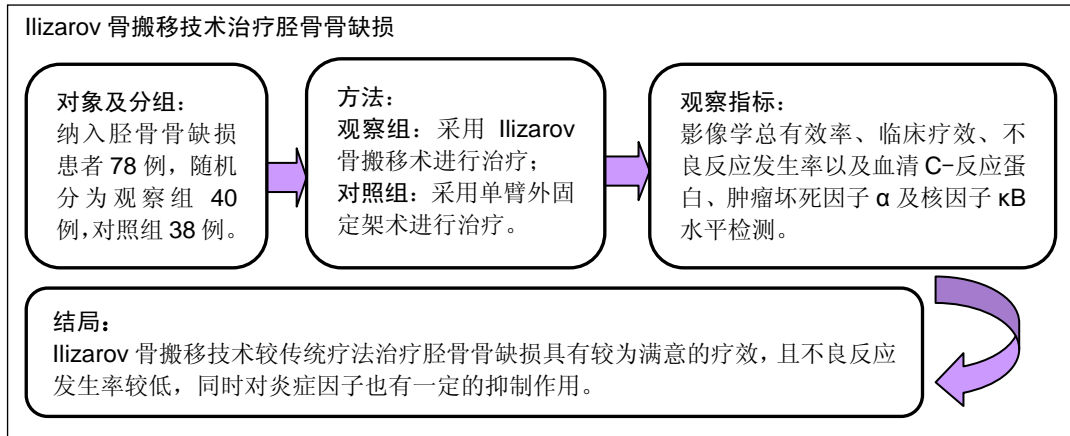 Ilizarov 骨搬移技术治疗胫骨骨缺损
对象及分组：
纳入胫骨骨缺损
患者 78 例，随机
分为观察组 40
例，对照组 38 例。
方法：
观察组：采用 Ilizarov
骨搬移术进行治疗；
对照组：采用单臂外固
定架术进行治疗。
观察指标：
影像学总有效率、临床疗效、不
良反应发生率以及血清 C-反应蛋
白、肿瘤坏死因子 α 及核因子 κB
水平检测。
结局：
Ilizarov 骨搬移技术较传统疗法治疗胫骨骨缺损具有较为满意的疗效，且不良反应
发生率较低，同时对炎症因子也有一定的抑制作用。